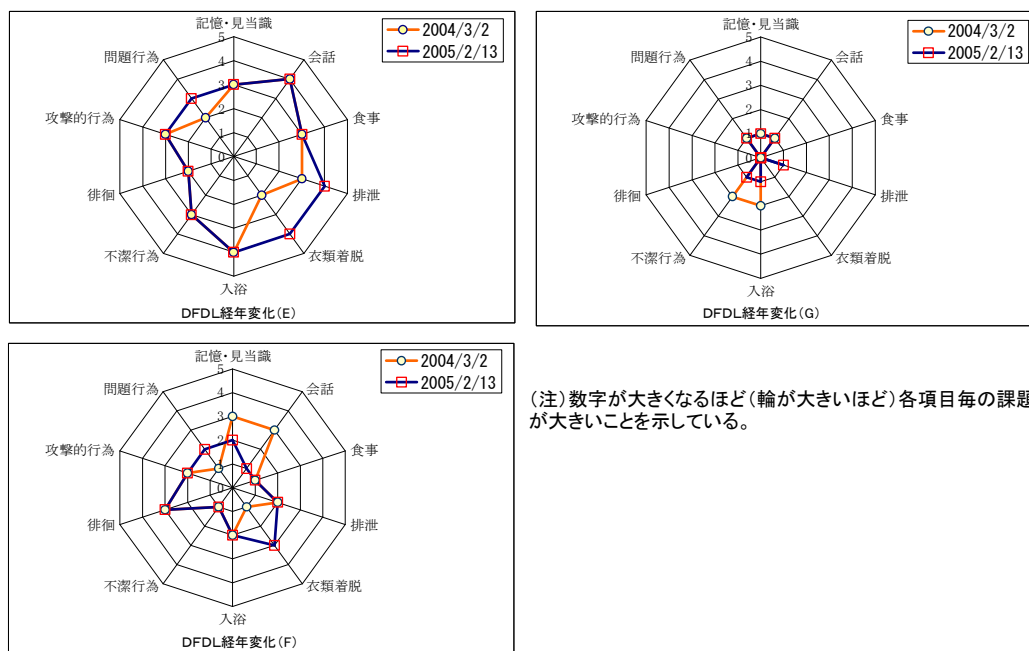 記憶・見当識
会話
食事
排泄
衣類着脱
入浴
不潔行為
徘徊
攻撃的行為
問題行為
5
4
3
2
1
0
2004/3/2
2005/2/13
DFDL経年変化(E)
記憶・見当識
会話
食事
排泄
衣類着脱
入浴
不潔行為
徘徊
攻撃的行為
問題行為
5
4
3
2
1
0
2004/3/2
2005/2/13
DFDL経年変化(G)
記憶・見当識
会話
食事
排泄
衣類着脱
入浴
不潔行為
徘徊
攻撃的行為
問題行為
5
4
3
2
1
0
2004/3/2
2005/2/13
DFDL経年変化(F)
(注)数字が大きくなるほど(輪が大きいほど)各項目毎の課題
が大きいことを示している。